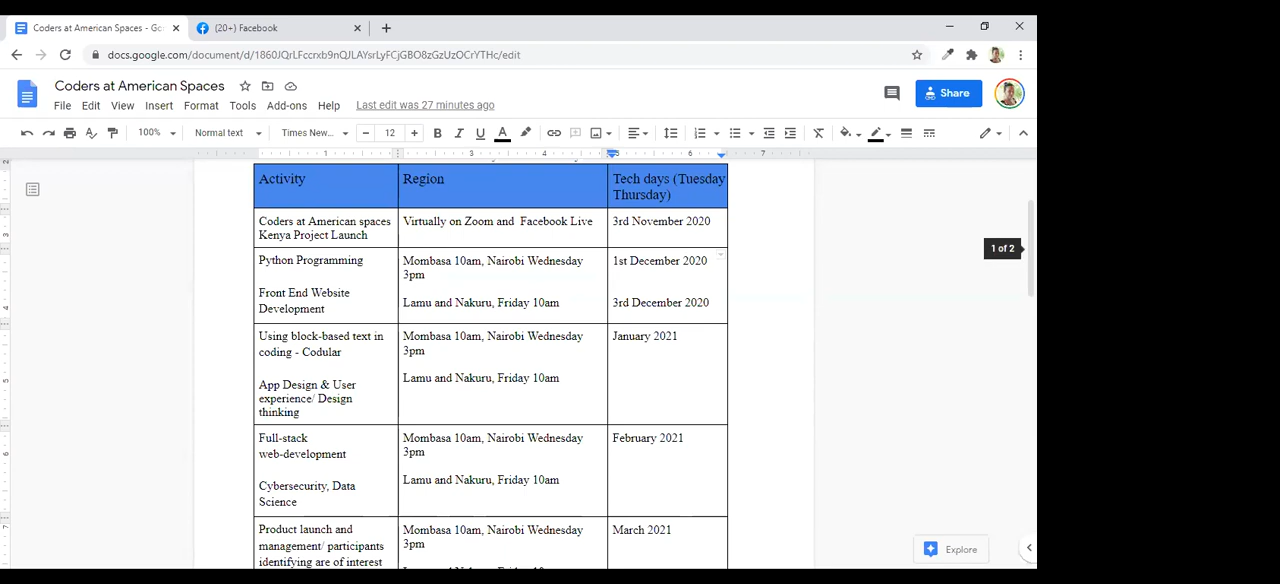 Coders at American Spaces - Goo
(20+) Facebook
docs.google.com/document/d/1860JQrLFccrxb9nQJLAYsrLyFCjGBO8zGzUzOCrYTHc/edit
Coders at American Spaces
File Edit View Insert Format Tools Add-ons Help Last edit was 27 minutes ago
Share
100% Normal text Times New... 12 B I U A
1 3 4 5 6 7
Activity Region Tech days (Tuesday
Thursday)
Coders at American spaces Virtually on Zoom and Facebook Live 3rd November 2020
Kenya Project Launch
1 of 2
Python Programming Mombasa 10am, Nairobi Wednesday 1st December 2020
3pm
Front End Website Lamu and Nakuru, Friday 10am 3rd December 2020
Development
Using block-based text in Mombasa 10am, Nairobi Wednesday January 2021
coding - Codular 3pm
App Design & User Lamu and Nakuru, Friday 10am
experience/ Design
thinking
Full-stack Mombasa 10am, Nairobi Wednesday February 2021
web-development 3pm
Cybersecurity, Data Lamu and Nakuru, Friday 10am
Science
Product launch and Mombasa 10am, Nairobi Wednesday March 2021
management/ participants 3pm
identifying are of interest
Explore